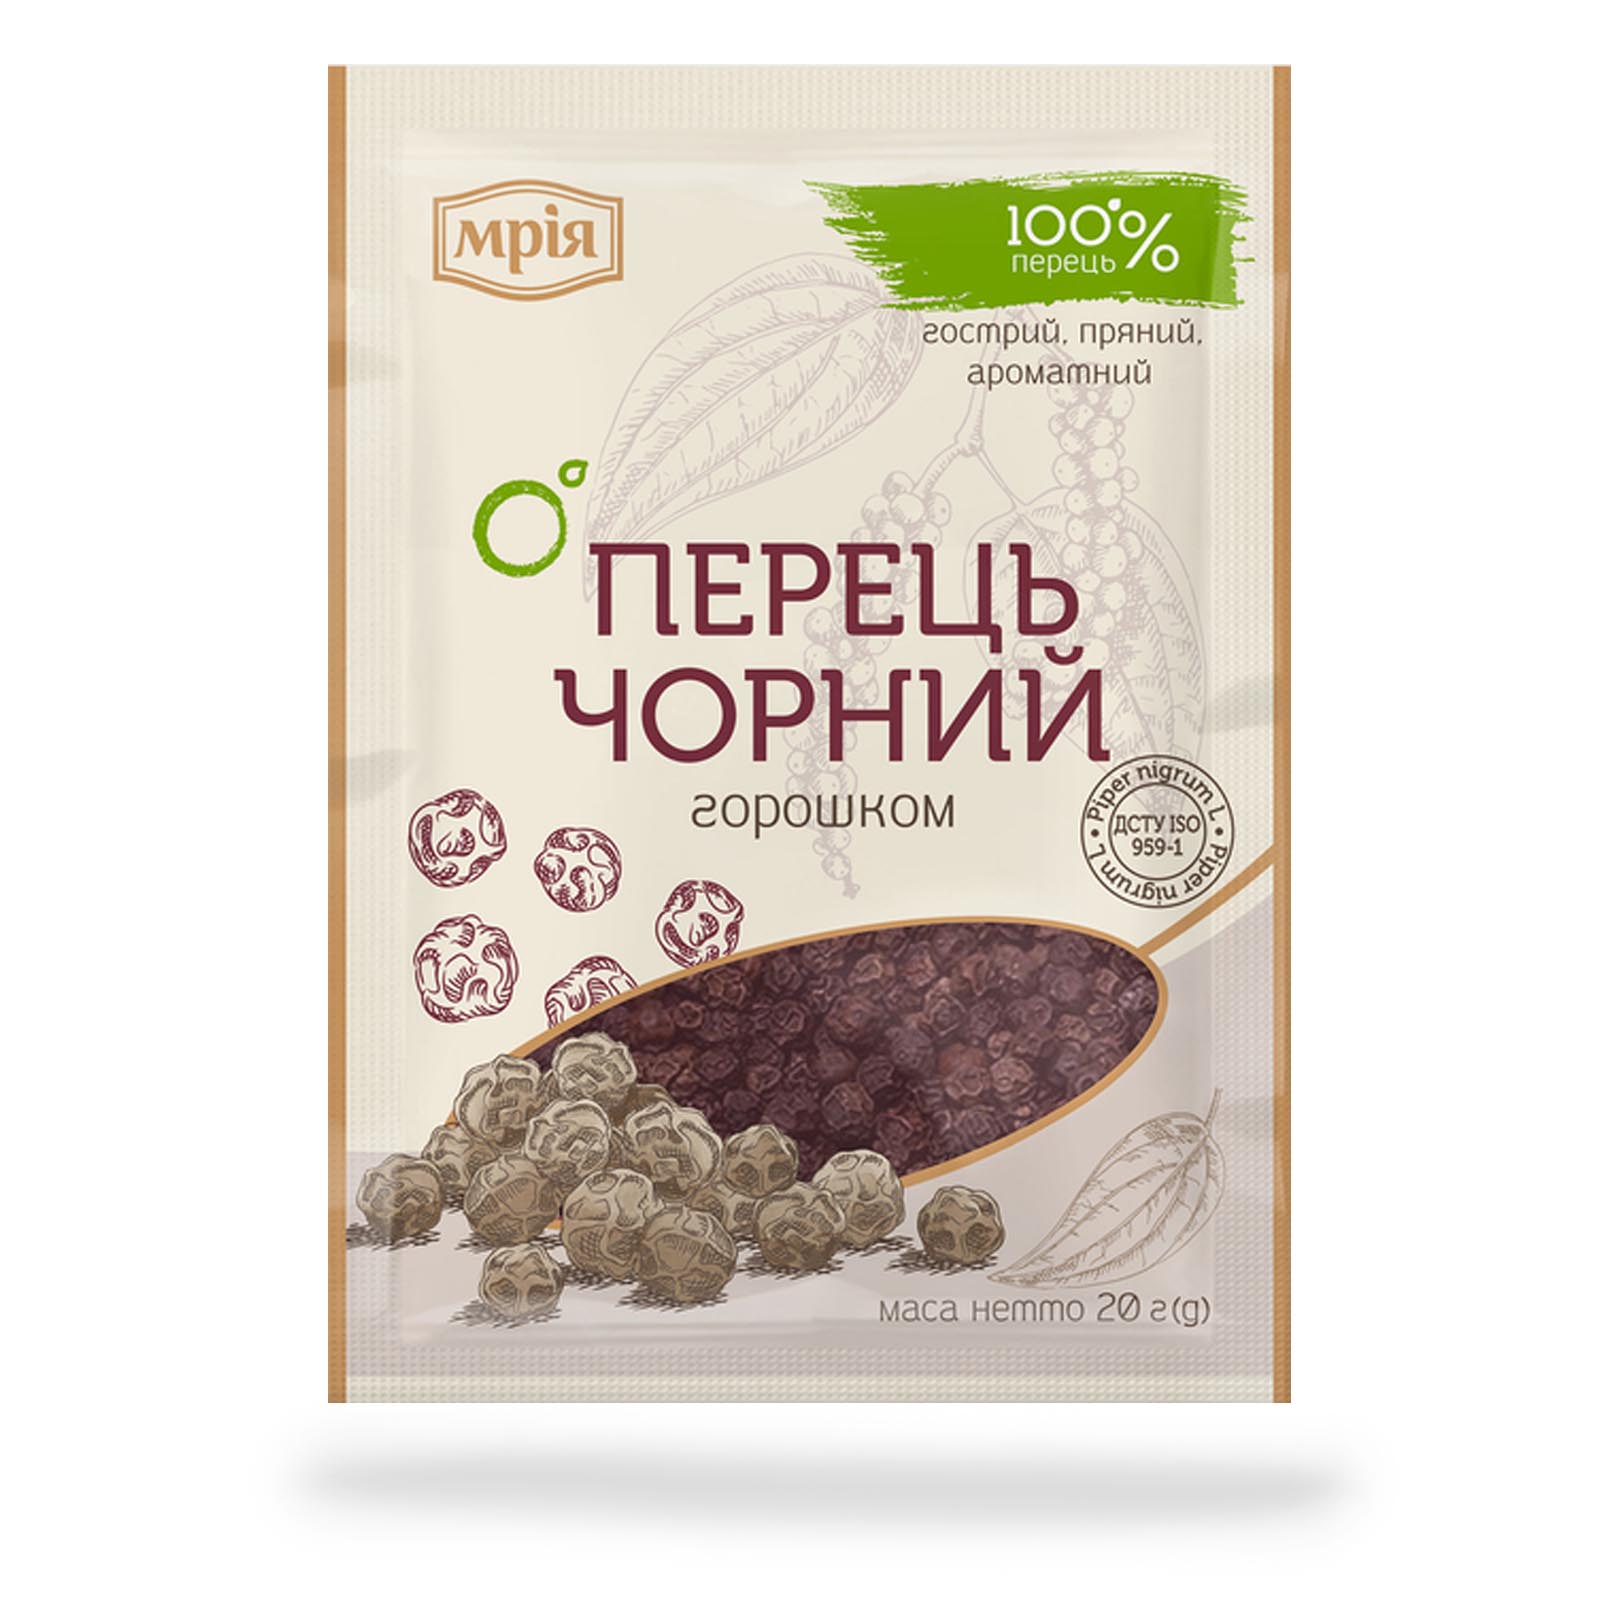 мрія
100%
перець
гострий, пряний,
ароматний
ПЕРЕЦЬ
ЧОРНИЙ
горошком
Piper nigrum L
ДСТУ ISO
959-1
Piper nigrum L
маса нетто 20 г(g)